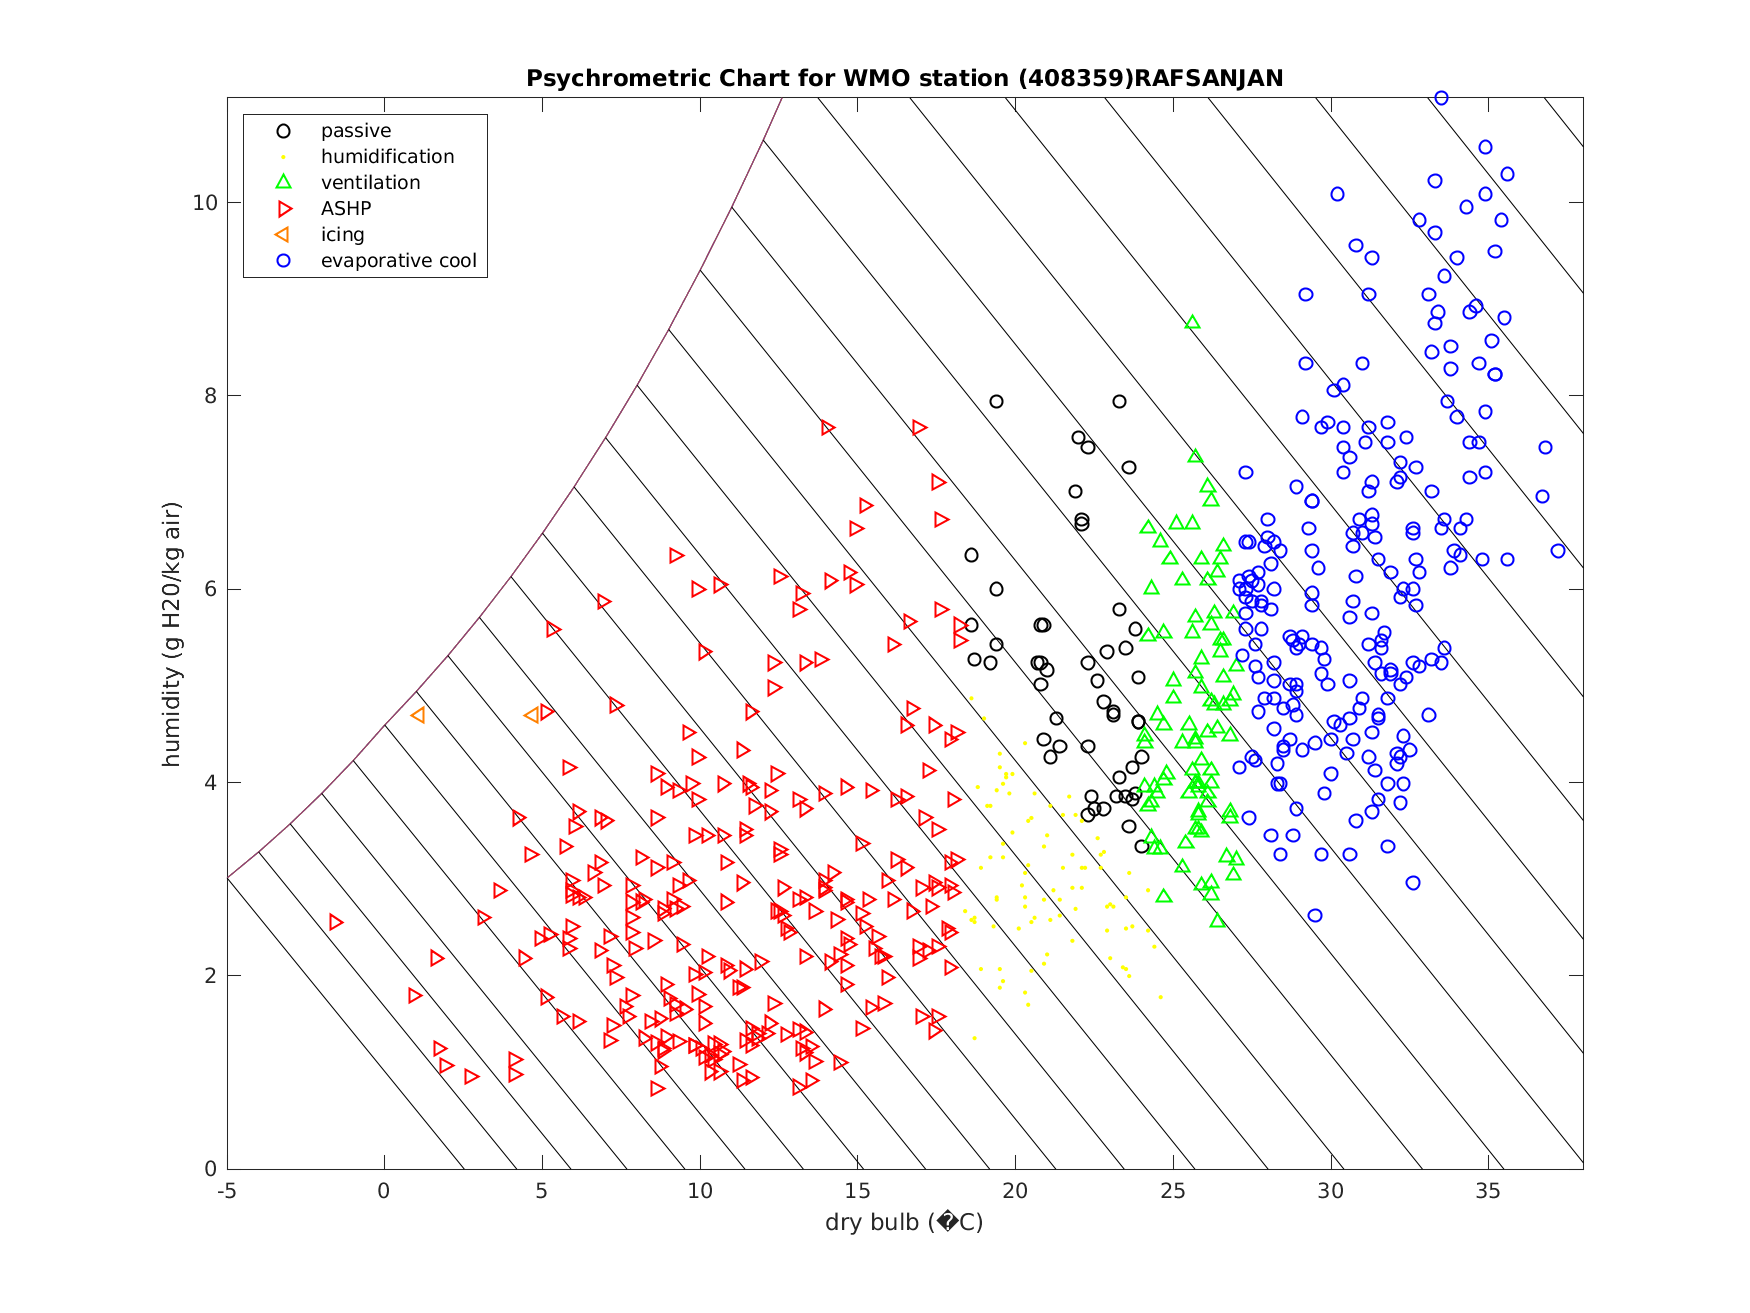 Psychrometric Chart for WMO station (408359)RAFSANJAN
passive
humidification
ventilation
ASHP
icing
evaporative cool
humidity (g H20/kg air)
10
8
6
4
2
0
-5 0 5 10 15 20 25 30 35
dry bulb (�C)